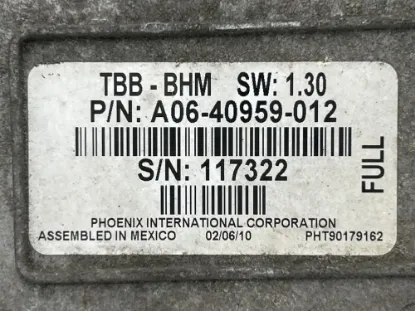 TBB - BHM SW: 1.30
P/N: A06-40959-012
S/N: 117322
FULL
PHOENIX INTERNATIONAL CORPORATION
ASSEMBLED IN MEXICO 02/06/10 PHT90179162